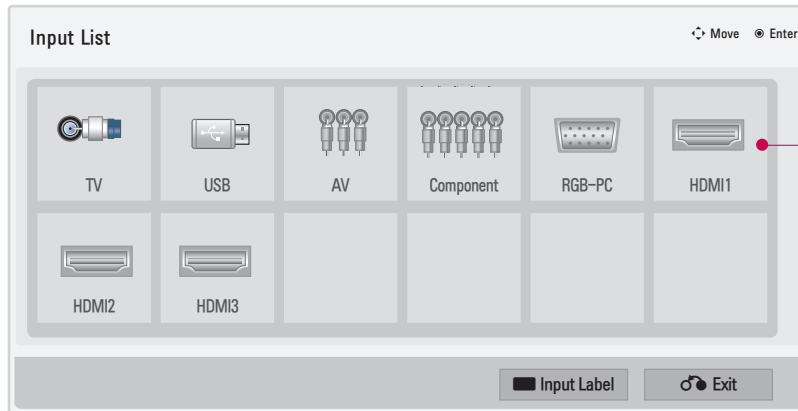 Input List
Move Enter
TV USB AV Component RGB-PC HDMI1
HDMI2 HDMI3
Input Label Exit